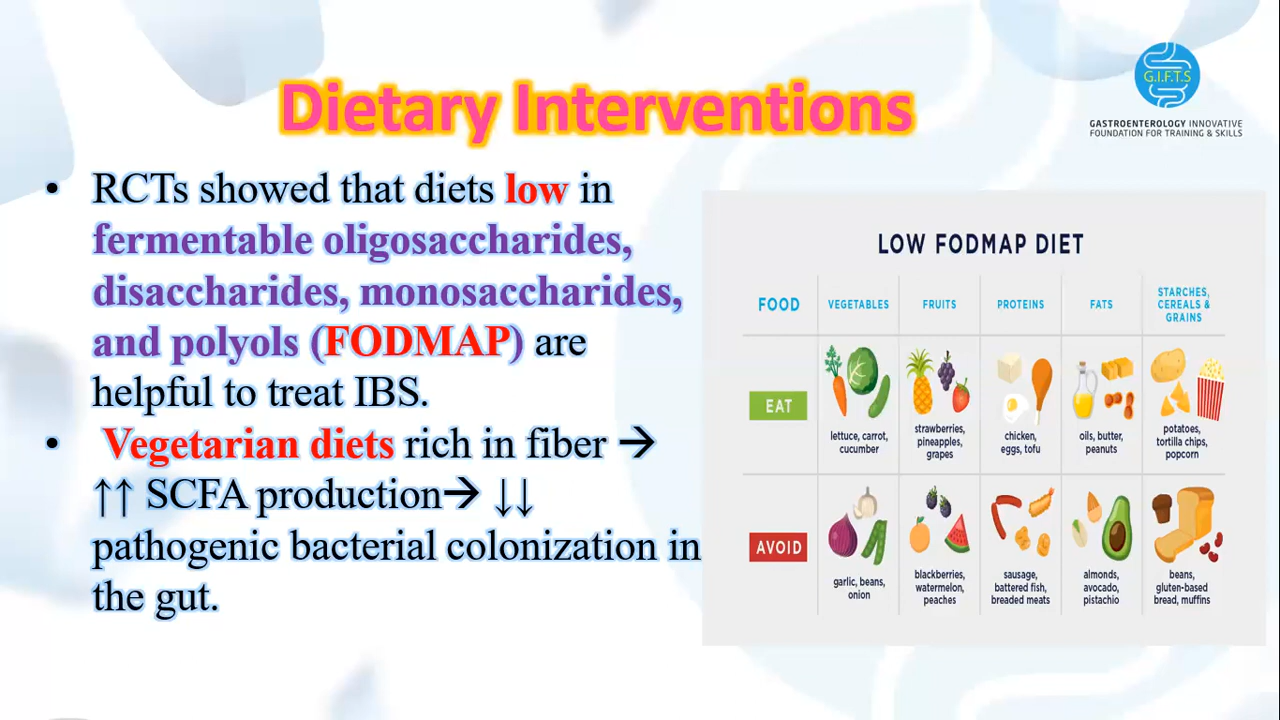 Dietary Interventions
G.I.F.T.S
GASTROENTEROLOGY INNOVATIVE
FOUNDATION FOR TRAINING & SKILLS
• RCTs showed that diets low in
fermentable oligosaccharides,
disaccharides, monosaccharides,
and polyols (FODMAP) are
helpful to treat IBS.
• Vegetarian diets rich in fiber →
↑↑ SCFA production→ ↓↓
pathogenic bacterial colonization in
the gut.
LOW FODMAP DIET
FOOD
VEGETABLES
FRUITS
PROTEINS
FATS
STARCHES,
CEREALS &
GRAINS
EAT
lettuce, carrot,
cucumber
strawberries,
pineapples,
grapes
chicken,
eggs, tofu
oils, butter,
peanuts
potatoes,
tortilla chips,
popcorn
AVOID
garlic, beans,
onion
blackberries,
watermelon,
peaches
sausage,
battered fish,
breaded meats
almonds,
avocado,
pistachio
beans,
gluten-based
bread, muffins